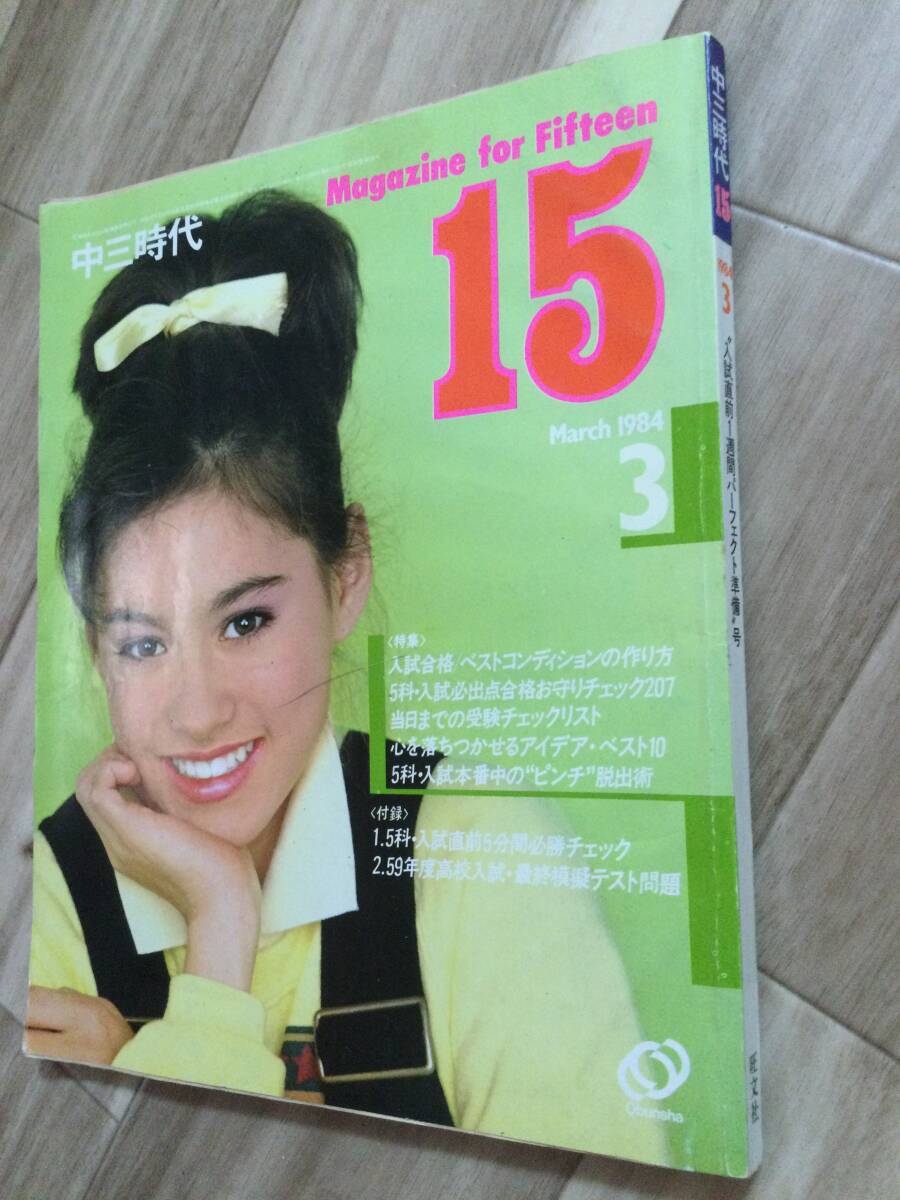 Magazine for Fifteen
15
中三時代
March 1984
3
〈特集〉
入試合格/ベストコンディションの作り方
5科・入試必出点合格お守りチェック207
当日までの受験チェックリスト
心を落ちつかせるアイデア・ベスト10
5科・入試本番中の“ピンチ”脱出術
〈付録〉
1.5科・入試直前5分間必勝チェック
2.59年度高校入試・最終模擬テスト問題
Obunsha
中三時代
15
1984
3
“入試直前1週間、パーフェクト準備”号
旺文社